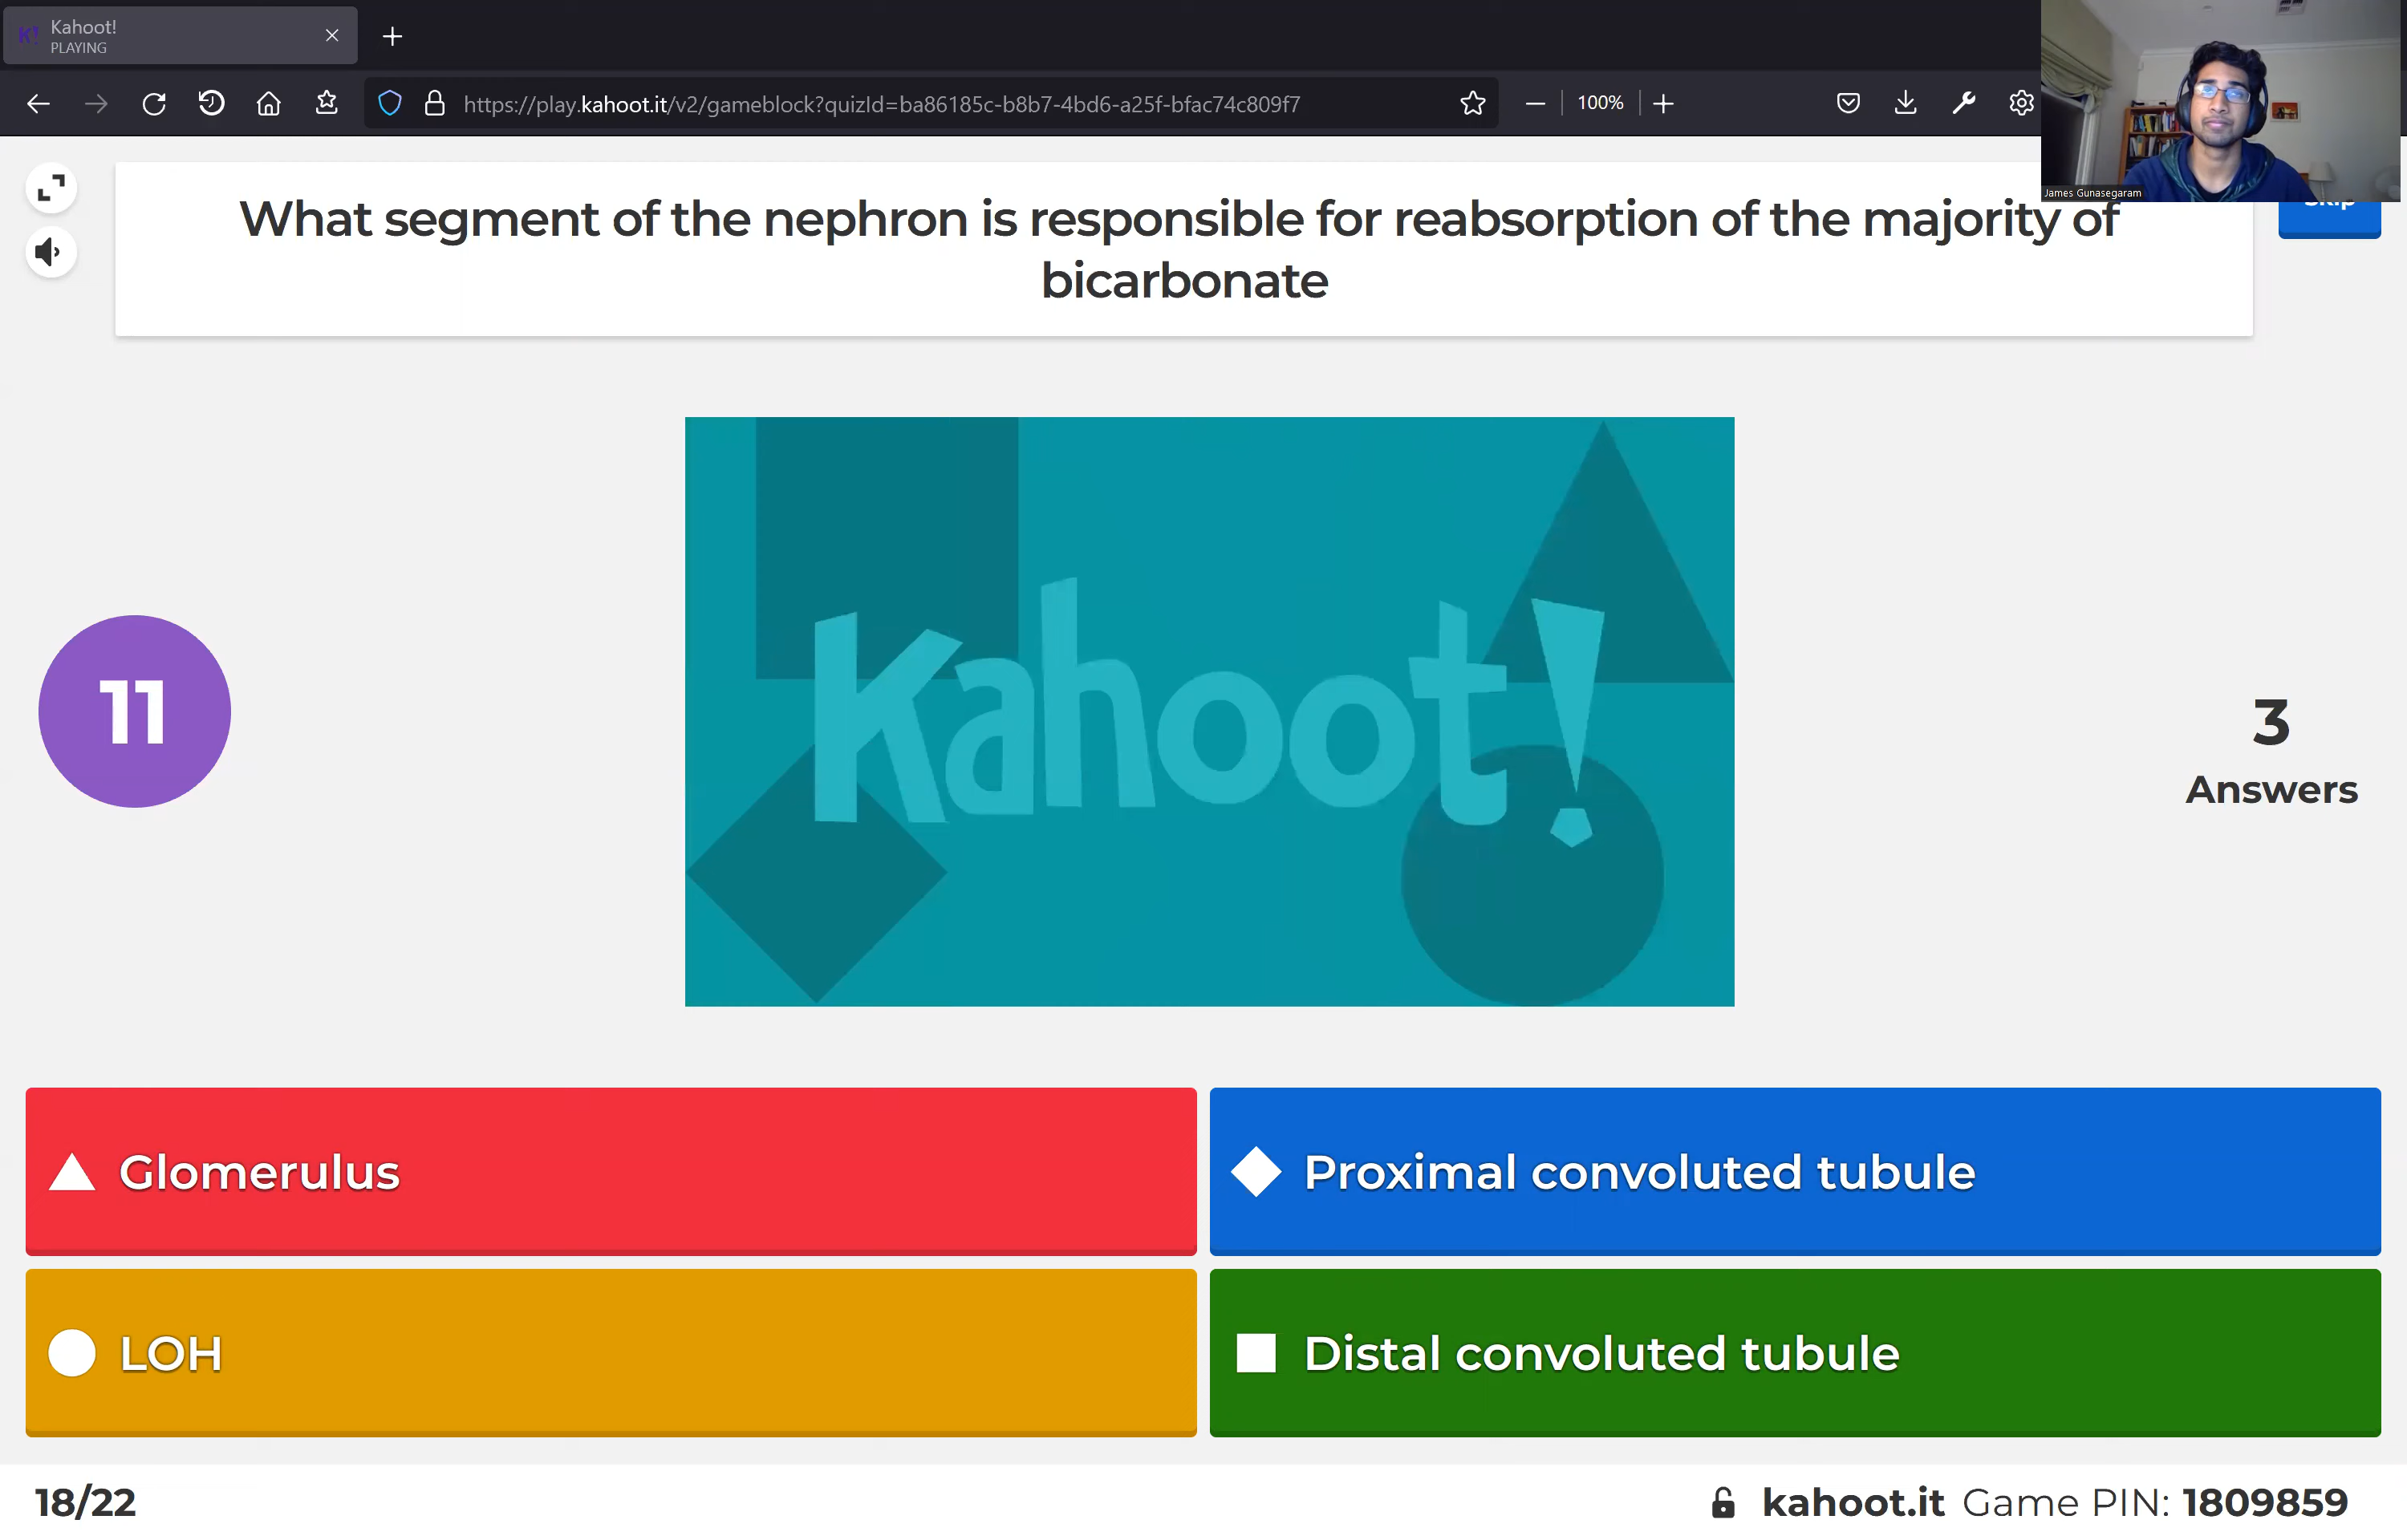 Kahoot!
PLAYING
https://play.kahoot.it/v2/gameblock?quizId=ba86185c-b8b7-4bd6-a25f-bfac74c809f7
100%
James Gunasegaram
Skip
What segment of the nephron is responsible for reabsorption of the majority of
bicarbonate
11
Kahoot!
3
Answers
Glomerulus
Proximal convoluted tubule
LOH
Distal convoluted tubule
18/22
kahoot.it Game PIN: 1809859